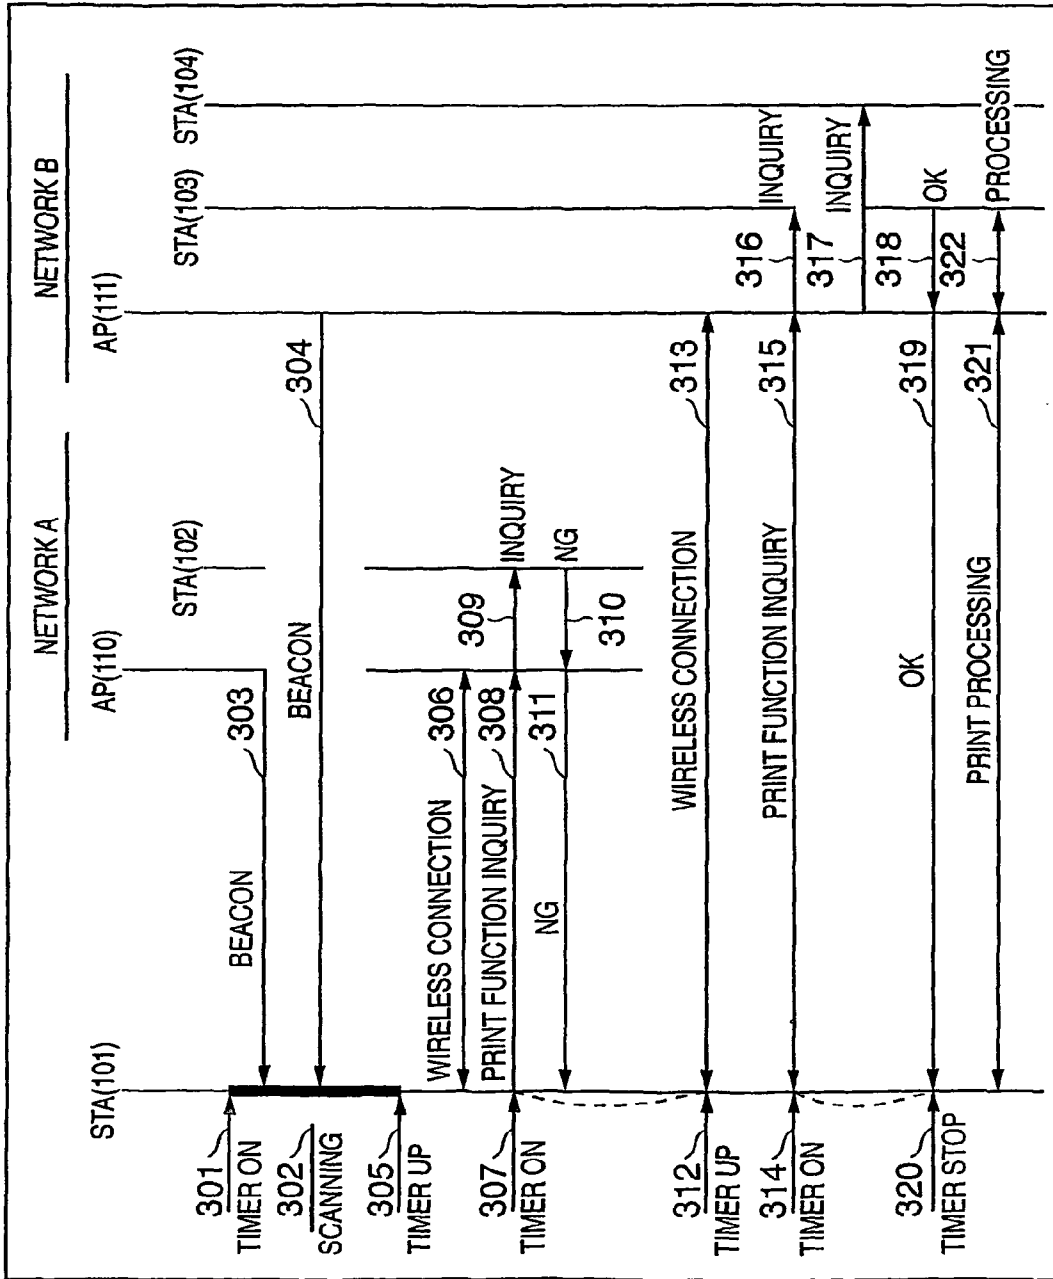 NETWORK A
NETWORK B
STA(101)
AP(110)
STA(102)
AP(111)
STA(103)
STA(104)
301
TIMER ON
302
SCANNING
BEACON
303
BEACON
304
305
TIMER UP
WIRELESS CONNECTION
306
307
TIMER ON
PRINT FUNCTION INQUIRY
308
309
INQUIRY
NG
311
310
NG
312
TIMER UP
WIRELESS CONNECTION
313
314
TIMER ON
PRINT FUNCTION INQUIRY
315
316
INQUIRY
317
INQUIRY
320
TIMER STOP
OK
319
318
OK
PRINT PROCESSING
321
322
PROCESSING